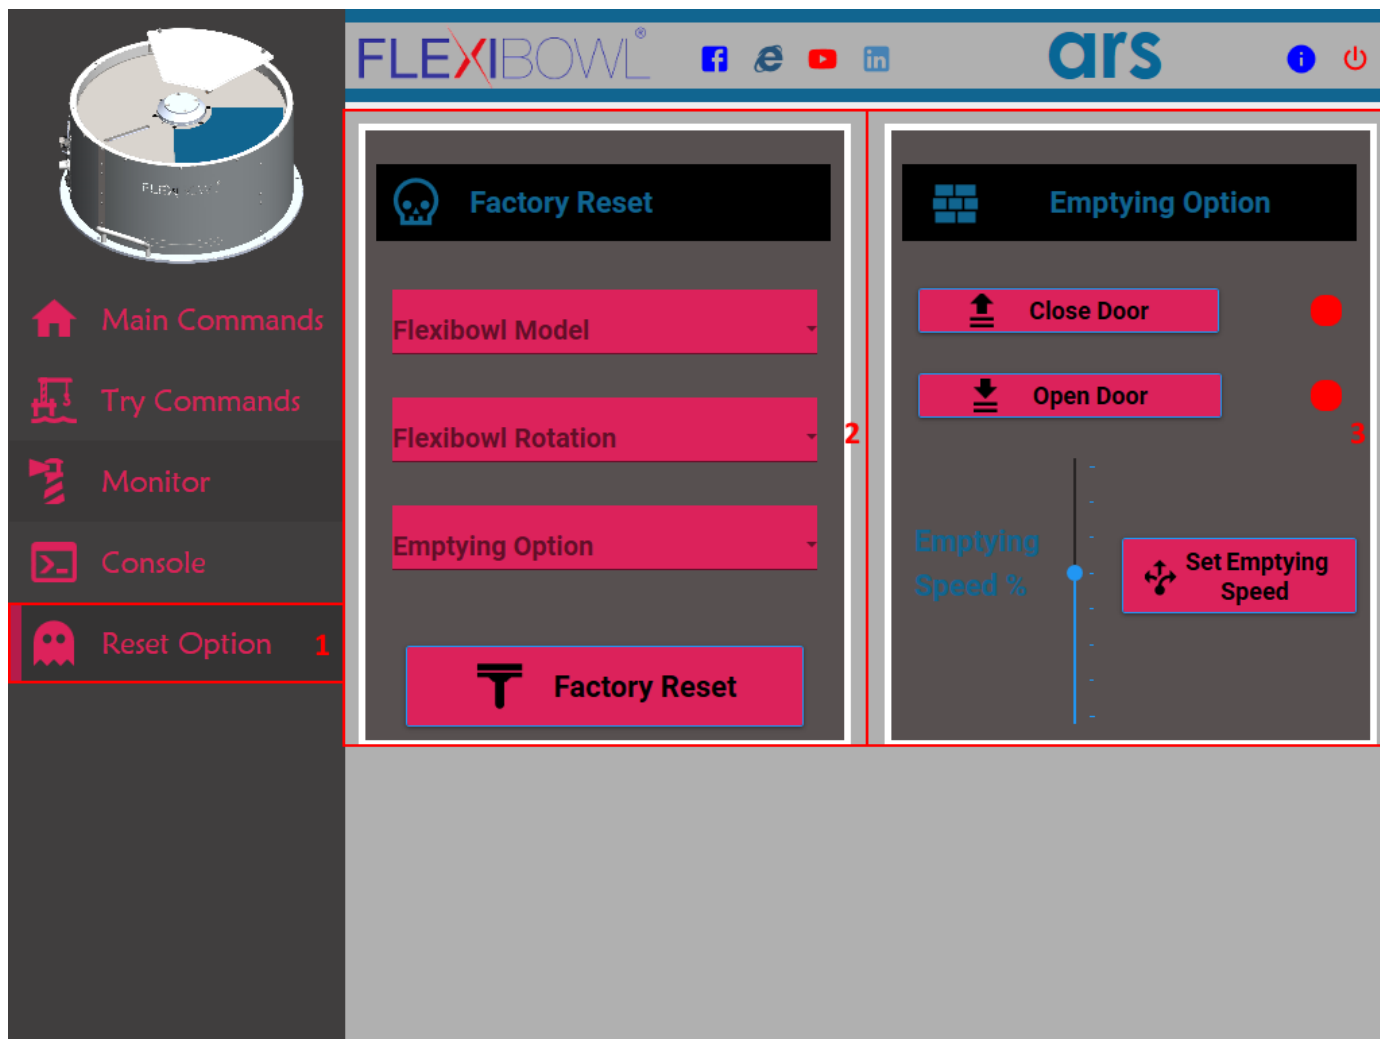 FLEXIBOWL®
ars
Main Commands
Try Commands
Monitor
Console
Reset Option 1
Factory Reset
Flexibowl Model
Flexibowl Rotation
Emptying Option
Factory Reset
2
Emptying Option
Close Door
Open Door
3
Emptying
Speed %
Set Emptying
Speed